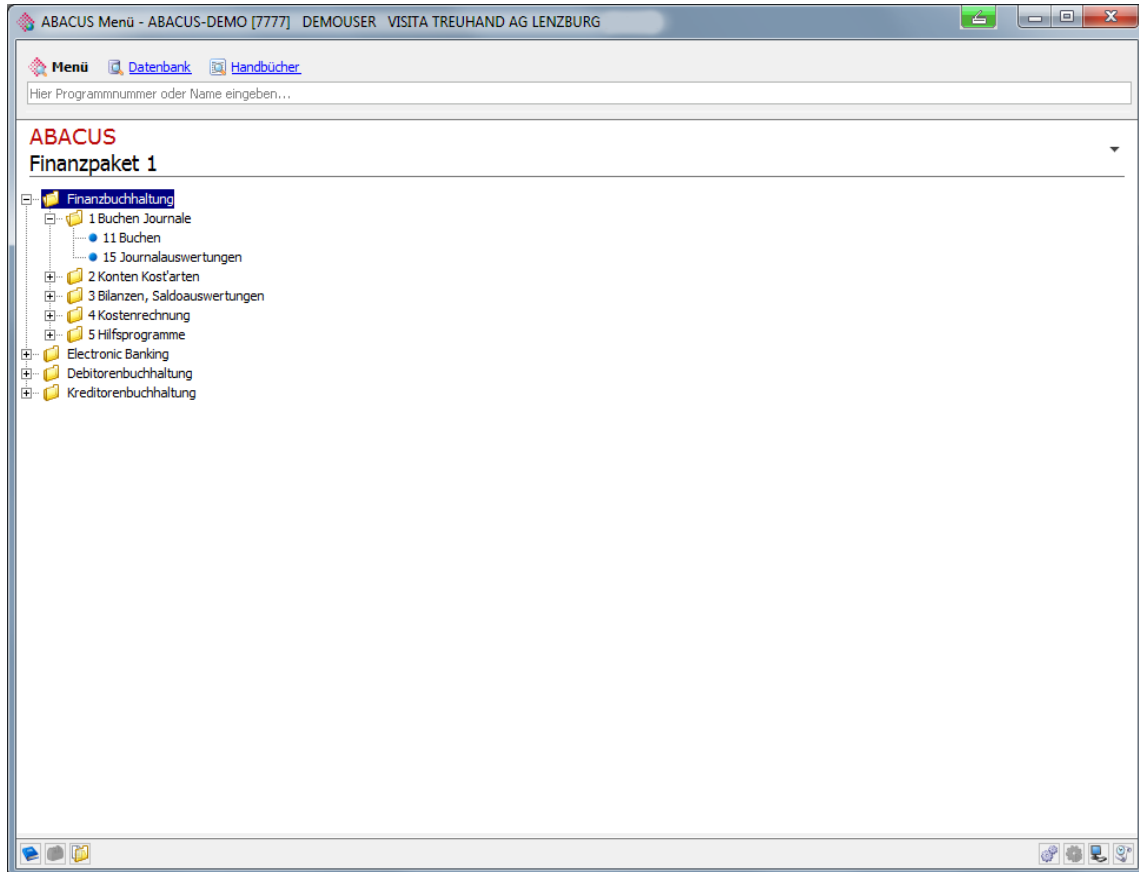 ABACUS Menü - ABACUS-DEMO [7777] DEMOUSER VISITA TREUHAND AG LENZBURG
Menü Datenbank Handbücher
Hier Programmnummer oder Name eingeben...
ABACUS
Finanzpaket 1
Finanzbuchhaltung
1 Buchen Journale
11 Buchen
15 Journalauswertungen
2 Konten Kost'arten
3 Bilanzen, Saldoauswertungen
4 Kostenrechnung
5 Hilfsprogramme
Electronic Banking
Debitorenbuchhaltung
Kreditorenbuchhaltung